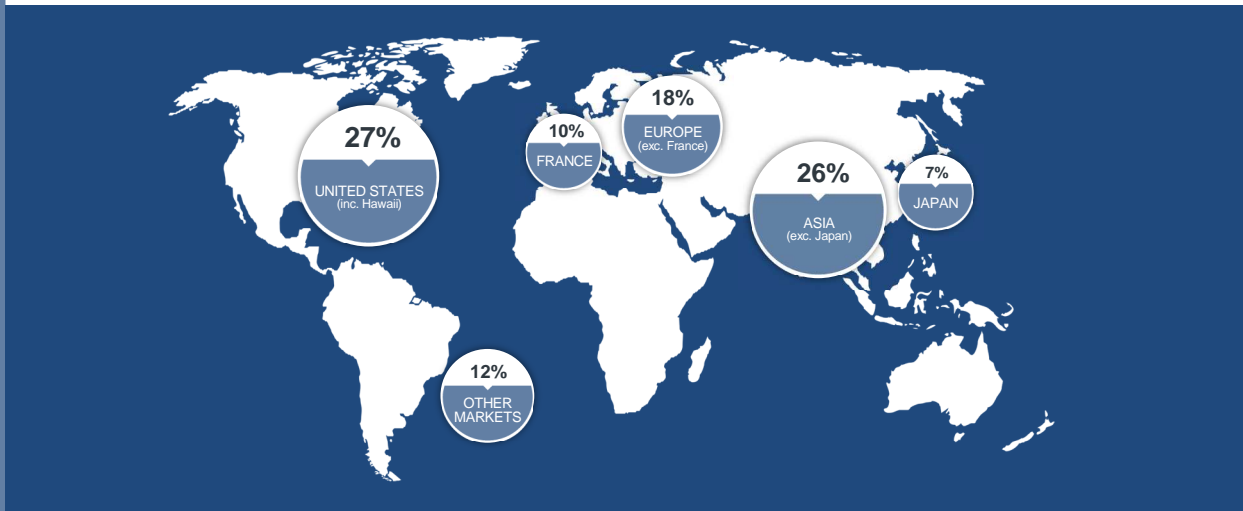 27%
UNITED STATES
(inc. Hawaii)
10%
FRANCE
18%
EUROPE
(exc. France)
26%
ASIA
(exc. Japan)
7%
JAPAN
12%
OTHER
MARKETS